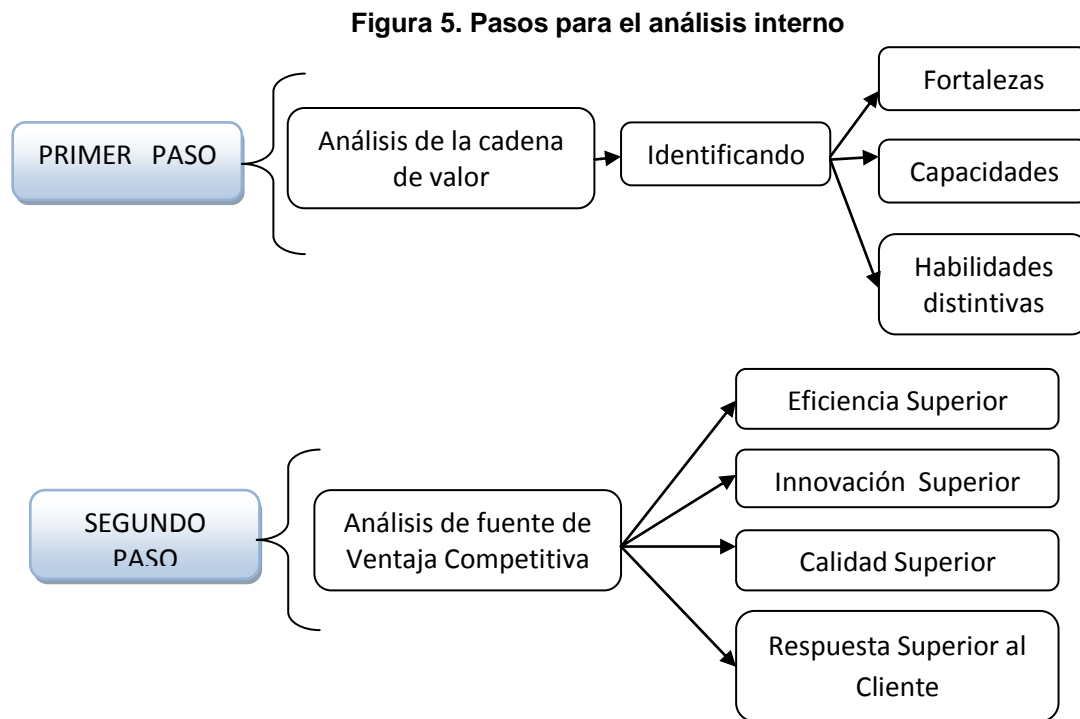 Figura 5. Pasos para el análisis interno
PRIMER PASO
Análisis de la cadena
de valor
Identificando
Fortalezas
Capacidades
Habilidades
distintivas
SEGUNDO
PASO
Análisis de fuente de
Ventaja Competitiva
Eficiencia Superior
Innovación Superior
Calidad Superior
Respuesta Superior al
Cliente